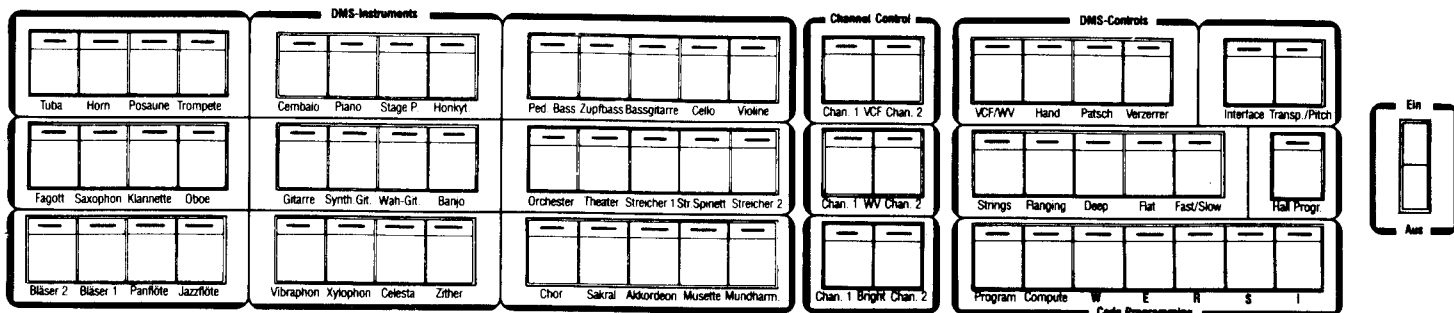 DMS-Instruments Channel Control DMS-Controls
Ein
Tuba Horn Posaune Trompete Cembalo Piano Stage P. Honkyt. Ped. Bass Zupfbass Bassgitarre Cello Violine Chan. 1 VCF Chan. 2 VCF/WV Hand Patsch Verzerrer Interface Transp./Pitch
Fagott Saxophon Klarinette Oboe Gitarre Synth.Git. Wah-Git. Banjo Orchester Theater Streicher 1 Str.Spinett Streicher 2 Chan. 1 WV Chan. 2 Strings Flanging Deep Flat Fast/Slow Hall Progr.
Aus
Bläser 2 Bläser 1 Panflöte Jazzflöte Vibraphon Xylophon Celesta Zither Chor Sakral Akkordeon Musette Mundharm. Chan. 1 Bright Chan. 2 Program Compute W E R S I
Code Programming